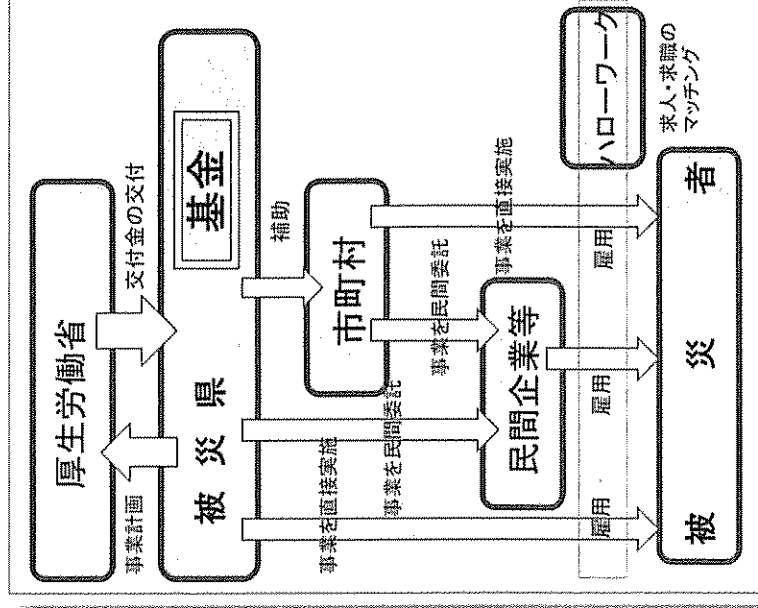 厚生労働省
事業計画
交付金の交付
被災県
基金
補助
市町村
事業を直接実施
事業を民間委託
事業を民間委託
事業を直接実施
民間企業等
雇用
雇用
雇用
ハローワーク
求人・求職の
マッチング
被災者